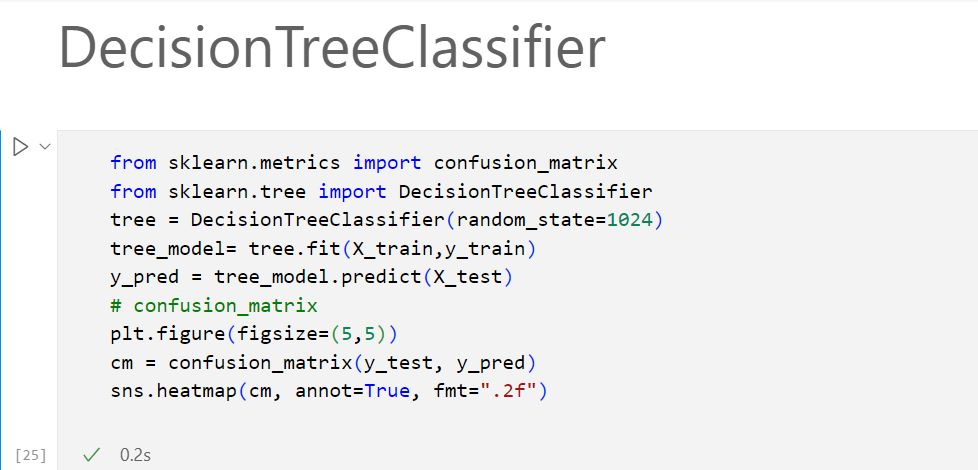 DecisionTreeClassifier
from sklearn.metrics import confusion_matrix
from sklearn.tree import DecisionTreeClassifier
tree = DecisionTreeClassifier(random_state=1024)
tree_model= tree.fit(X_train,y_train)
y_pred = tree_model.predict(X_test)
# confusion_matrix
plt.figure(figsize=(5,5))
cm = confusion_matrix(y_test, y_pred)
sns.heatmap(cm, annot=True, fmt=".2f")
[25] 0.2s